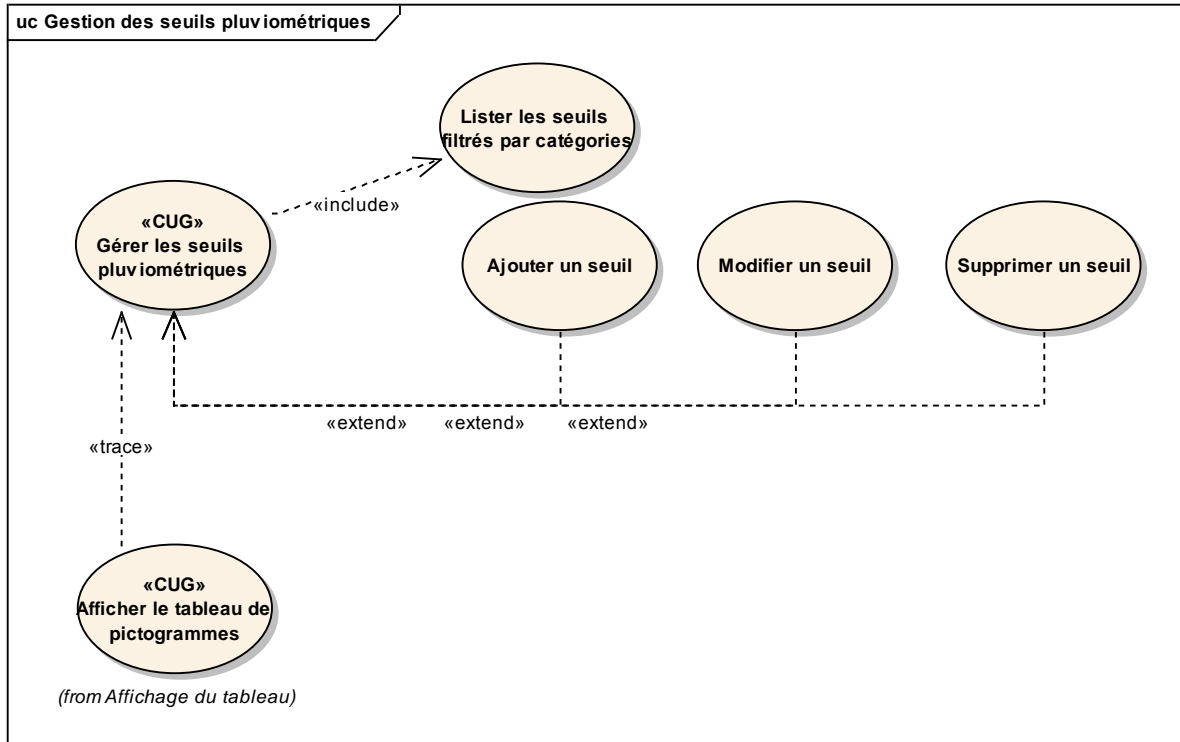 uc Gestion des seuils pluviométriques
Lister les seuils
filtrés par catégories
«include»
«CUG»
Gérer les seuils
pluviométriques
Ajouter un seuil
Modifier un seuil
Supprimer un seuil
«extend» «extend» «extend»
«trace»
«CUG»
Afficher le tableau de
pictogrammes
(from Affichage du tableau)